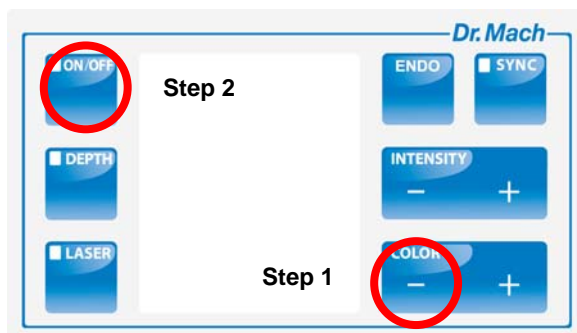 Dr. Mach
ON/OFF
Step 2
ENDO
SYNC
DEPTH
INTENSITY
− +
LASER
Step 1
COLOR
− +